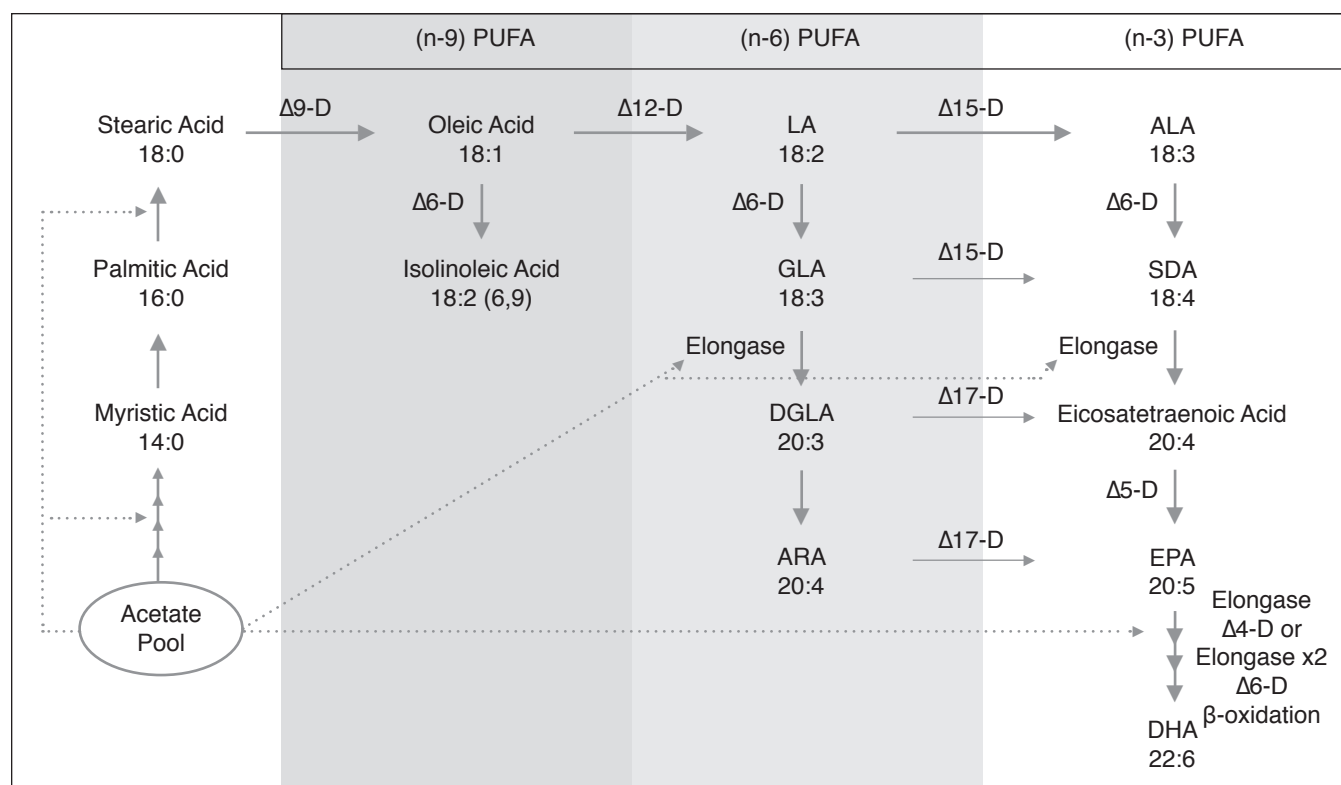 (n-9) PUFA
(n-6) PUFA
(n-3) PUFA
Stearic Acid
18:0
Δ9-D
Oleic Acid
18:1
Δ12-D
LA
18:2
Δ15-D
ALA
18:3
Δ6-D
Δ6-D
Δ6-D
Palmitic Acid
16:0
Isolinoleic Acid
18:2 (6,9)
GLA
18:3
Δ15-D
SDA
18:4
Elongase
Elongase
Myristic Acid
14:0
DGLA
20:3
Δ17-D
Eicosatetraenoic Acid
20:4
Δ5-D
ARA
20:4
Δ17-D
EPA
20:5
Acetate
Pool
Elongase
Δ4-D or
Elongase x2
Δ6-D
β-oxidation
DHA
22:6